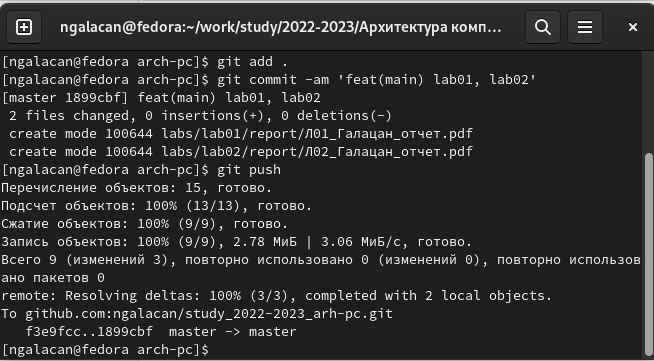 ngalacan@fedora:~/work/study/2022-2023/Архитектура комп...
[ngalacan@fedora arch-pc]$ git add .
[ngalacan@fedora arch-pc]$ git commit -am 'feat(main) lab01, lab02'
[master 1899cbf] feat(main) lab01, lab02
 2 files changed, 0 insertions(+), 0 deletions(-)
 create mode 100644 labs/lab01/report/Л01_Галацан_отчет.pdf
 create mode 100644 labs/lab02/report/Л02_Галацан_отчет.pdf
[ngalacan@fedora arch-pc]$ git push
Перечисление объектов: 15, готово.
Подсчет объектов: 100% (13/13), готово.
Сжатие объектов: 100% (9/9), готово.
Запись объектов: 100% (9/9), 2.78 МиБ | 3.06 МиБ/с, готово.
Всего 9 (изменений 3), повторно использовано 0 (изменений 0), повторно использов
ано пакетов 0
remote: Resolving deltas: 100% (3/3), completed with 2 local objects.
To github.com:ngalacan/study_2022-2023_arh-pc.git
   f3e9fcc..1899cbf  master -> master
[ngalacan@fedora arch-pc]$